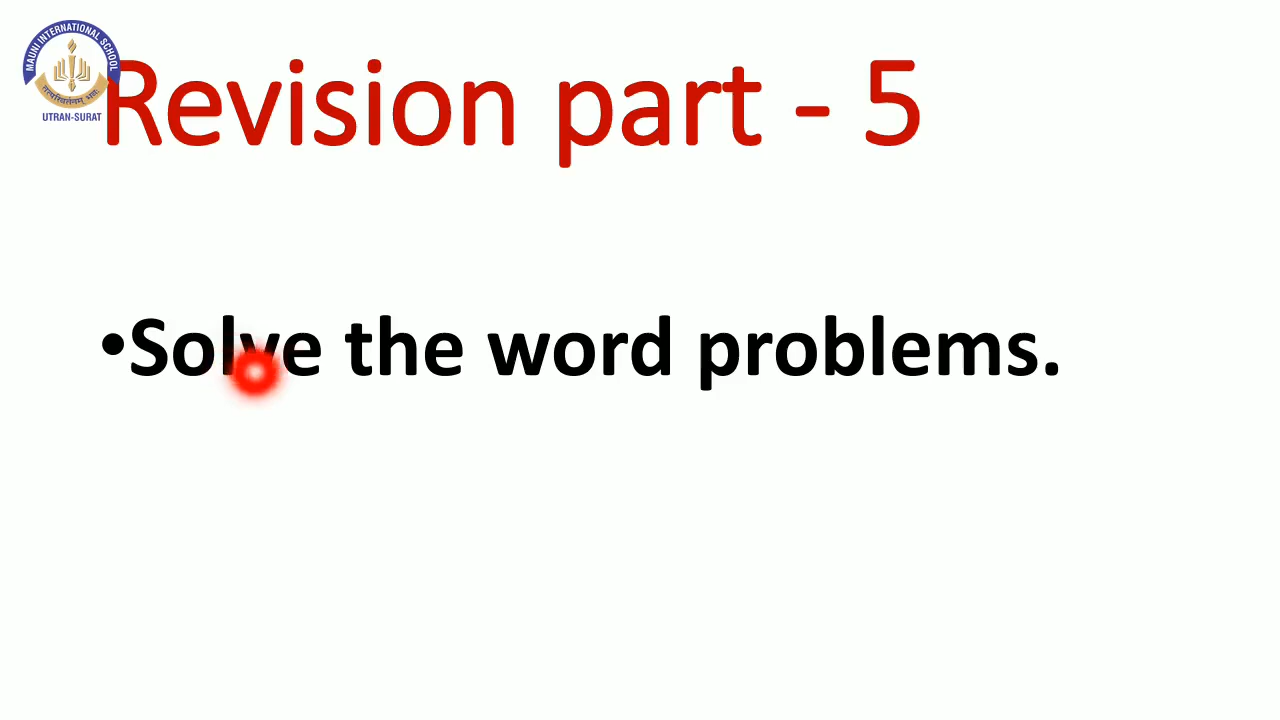 MAUNI INTERNATIONAL SCHOOL
UTRAN-SURAT
Revision part - 5
•Solve the word problems.